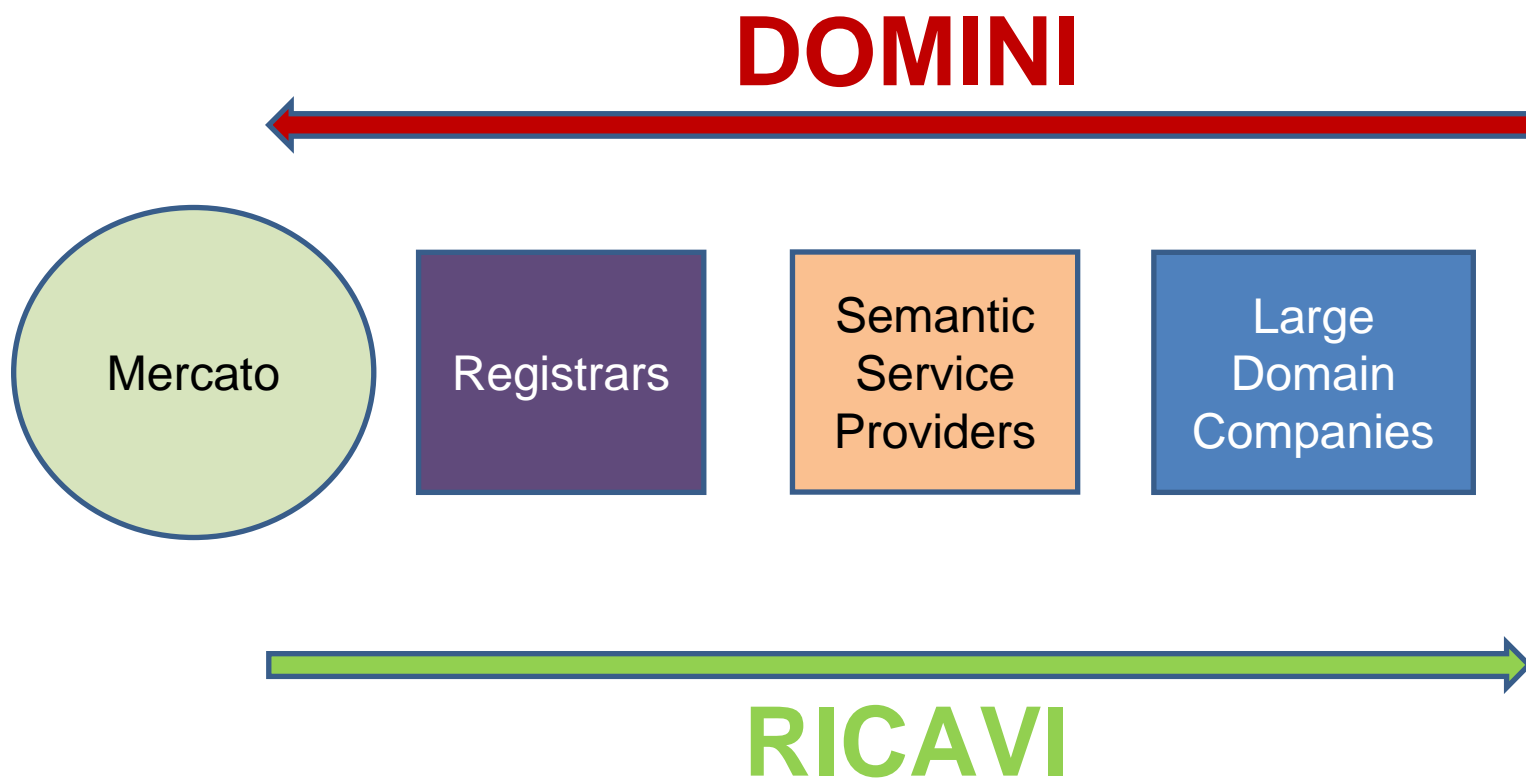 DOMINI
Mercato
Registrars
Semantic
Service
Providers
Large
Domain
Companies
RICAVI